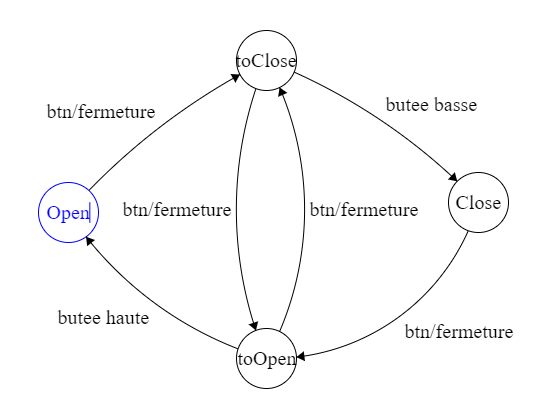 toClose
butee basse
btn/fermeture
Open
btn/fermeture
btn/fermeture
Close
butee haute
btn/fermeture
toOpen